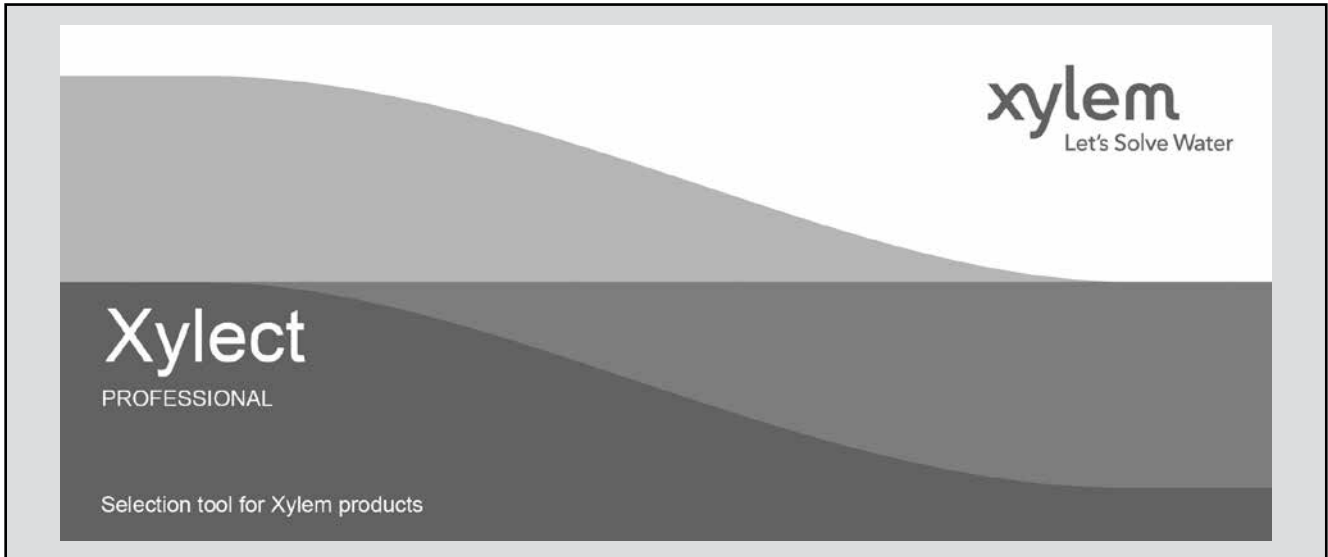 xylem
Let's Solve Water
Xylect
PROFESSIONAL
Selection tool for Xylem products